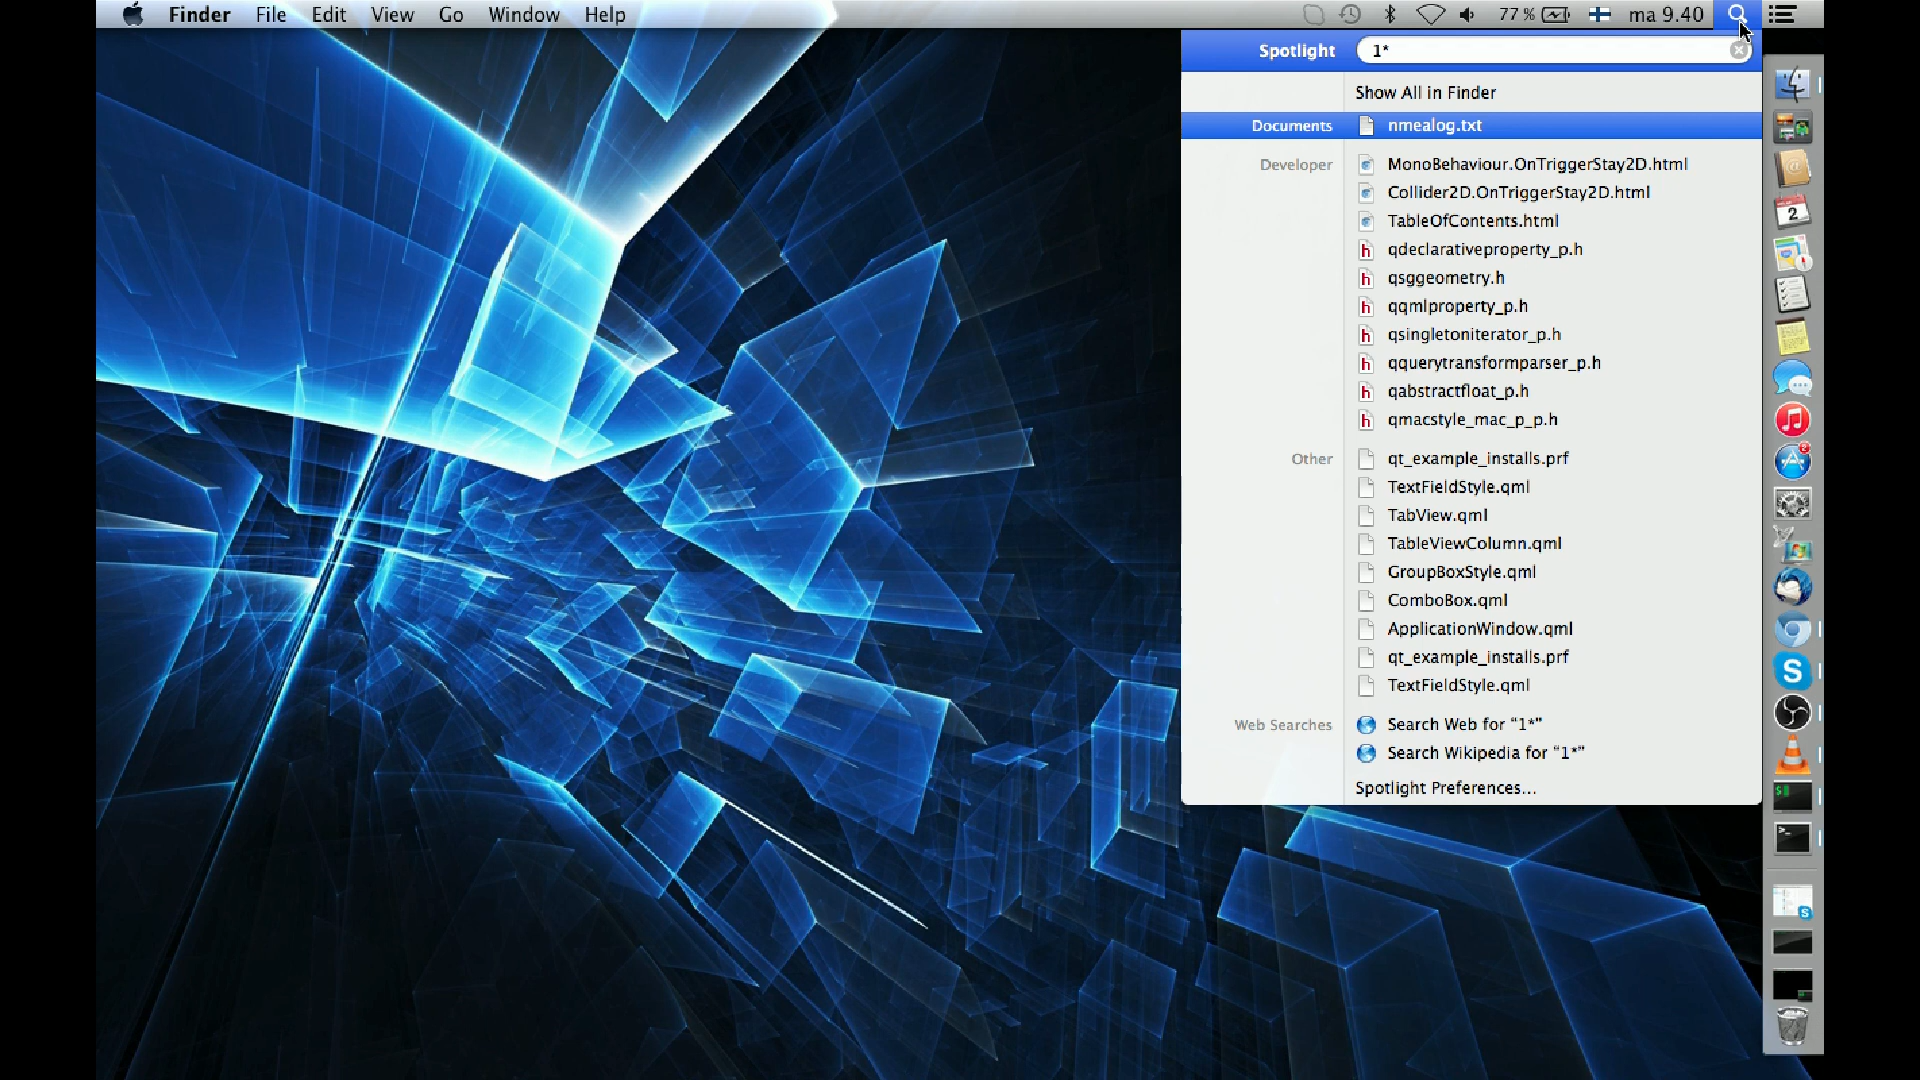 Finder File Edit View Go Window Help 77% ma 9.40
Spotlight 1*
Show All in Finder
Documents nmealog.txt
Developer MonoBehaviour.OnTriggerStay2D.html
Collider2D.OnTriggerStay2D.html
TableOfContents.html
qdeclarativeproperty_p.h
qsggeometry.h
qqmlproperty_p.h
qsingletoniterator_p.h
qquerytransformparser_p.h
qabstractfloat_p.h
qmacstyle_mac_p_p.h
Other qt_example_installs.prf
TextFieldStyle.qml
TabView.qml
TableViewColumn.qml
GroupBoxStyle.qml
ComboBox.qml
ApplicationWindow.qml
qt_example_installs.prf
TextFieldStyle.qml
Web Searches Search Web for “1*”
Search Wikipedia for “1*”
Spotlight Preferences...
2